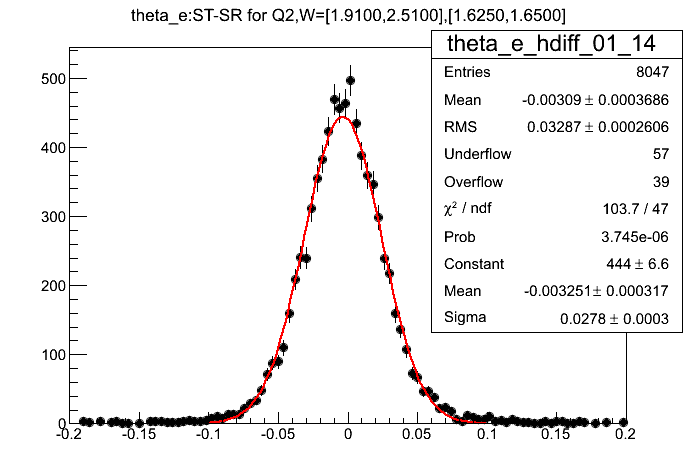 theta_e:ST-SR for Q2,W=[1.9100,2.5100],[1.6250,1.6500]
theta_e_hdiff_01_14
Entries 8047
Mean -0.00309 ± 0.0003686
RMS 0.03287 ± 0.0002606
Underflow 57
Overflow 39
χ² / ndf 103.7 / 47
Prob 3.745e-06
Constant 444 ± 6.6
Mean -0.003251 ± 0.000317
Sigma 0.0278 ± 0.0003
500
400
300
200
100
0
-0.2 -0.15 -0.1 -0.05 0 0.05 0.1 0.15 0.2